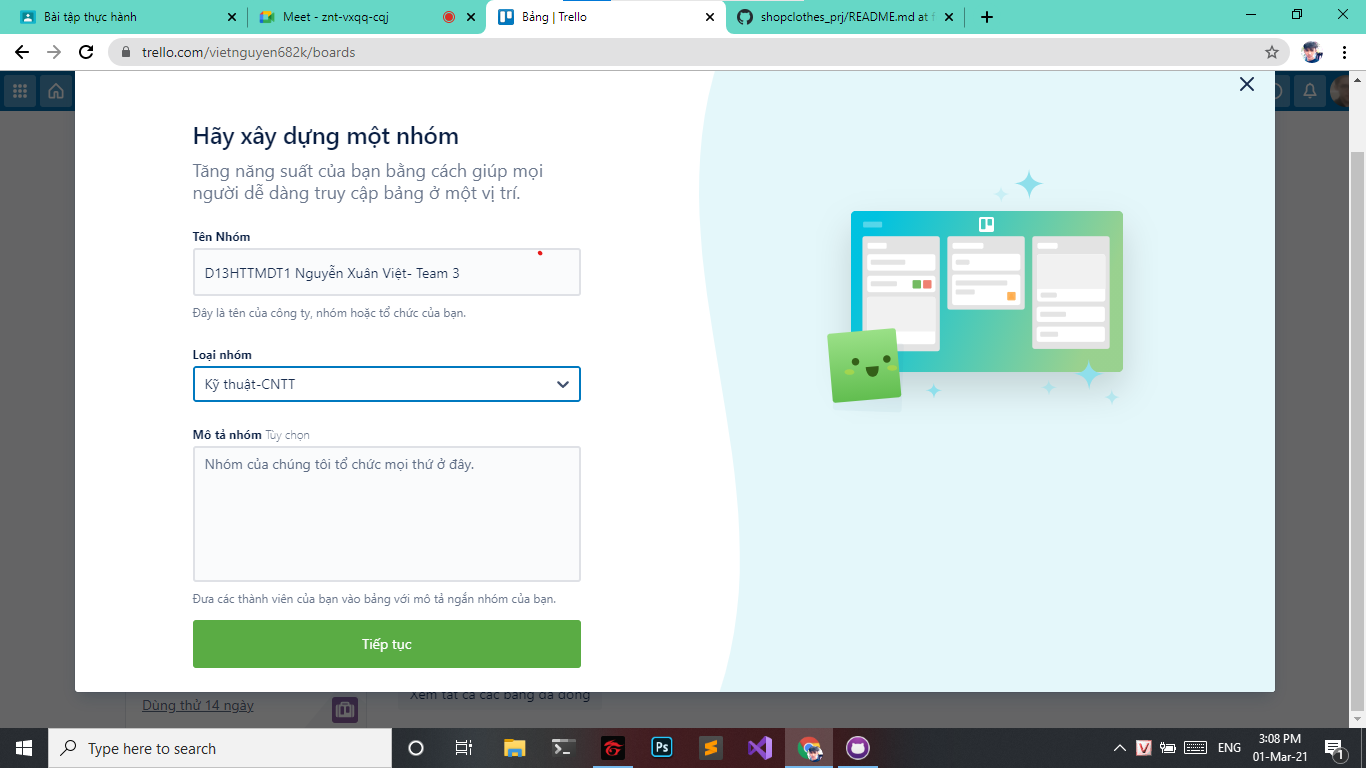 Bài tập thực hành
Meet - znt-vxqq-cqj
Bảng | Trello
shopclothes_prj/README.md at f
trello.com/vietnguyen682k/boards
Hãy xây dựng một nhóm
Tăng năng suất của bạn bằng cách giúp mọi
người dễ dàng truy cập bảng ở một vị trí.
Tên Nhóm
D13HTTMDT1 Nguyễn Xuân Việt- Team 3
Đây là tên của công ty, nhóm hoặc tổ chức của bạn.
Loại nhóm
Kỹ thuật-CNTT
Mô tả nhóm Tùy chọn
Nhóm của chúng tôi tổ chức mọi thứ ở đây.
Đưa các thành viên của bạn vào bảng với mô tả ngắn nhóm của bạn.
Tiếp tục
Dùng thử 14 ngày
Xem tất cả các bảng đã đóng
Type here to search
Ps
V
ENG
3:08 PM
01-Mar-21
1